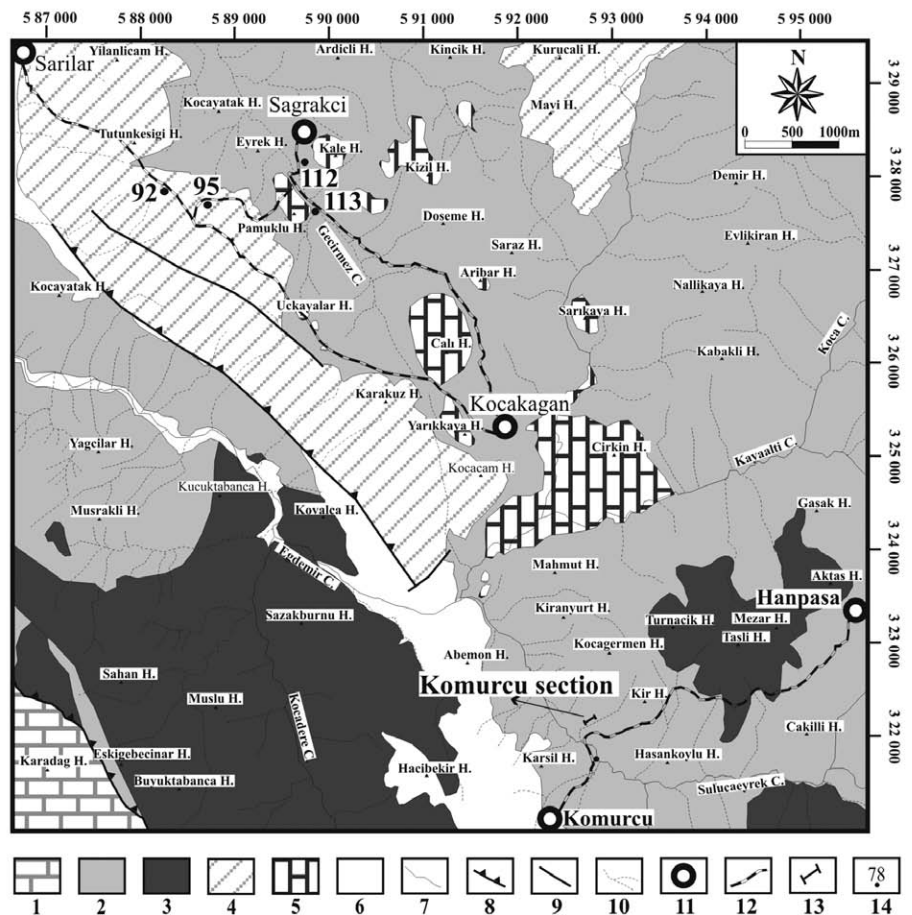 5 87 000 5 88 000 5 89 000 5 90 000 5 91 000 5 92 000 5 93 000 5 94 000 5 95 000
Yilanlicam H.
Ardicli H.
Kincik H.
Kurucali H.
N
Sarilar
3 29 000
Kocayatak H.
Sagrakci
Mavi H.
0 500 1000m
Tutunkesigi H.
Eyrek H.
Kale H.
Kizil H.
3 28 000
112
Demir H.
92
95
113
Pamuklu H.
Doseme H.
Gecirmez C.
Saraz H.
Evlikiran H.
3 27 000
Kocayatak H.
Aribar H.
Nallikaya H.
Uckayalar H.
Sarıkaya H.
Koca C.
Calı H.
Kabakli H.
3 26 000
Karakuz H.
Kocakagan
Yarıkkaya H.
Yagcilar H.
Cirkin H.
Kavaalti C.
3 25 000
Kocacam H.
Kucuktabanca H.
Musrakli H.
Kovalca H.
Gasak H.
3 24 000
Egdemir C.
Mahmut H.
Aktas H.
Hanpasa
Kiranyurt H.
Sazakburnu H.
Turnacik H.
Mezar H.
Tasli H.
3 23 000
Kocagermen H.
Abemon H.
Sahan H.
Komurcu section
Kir H.
Muslu H.
Kocadere C.
Cakilli H.
3 22 000
Eskigebecinar H.
Karadag H.
Karsil H.
Hasankoylu H.
Buyuktabanca H.
Hacibekir H.
Sulucaeyrek C.
Komurcu
78
1 2 3 4 5 6 7 8 9 10 11 12 13 14